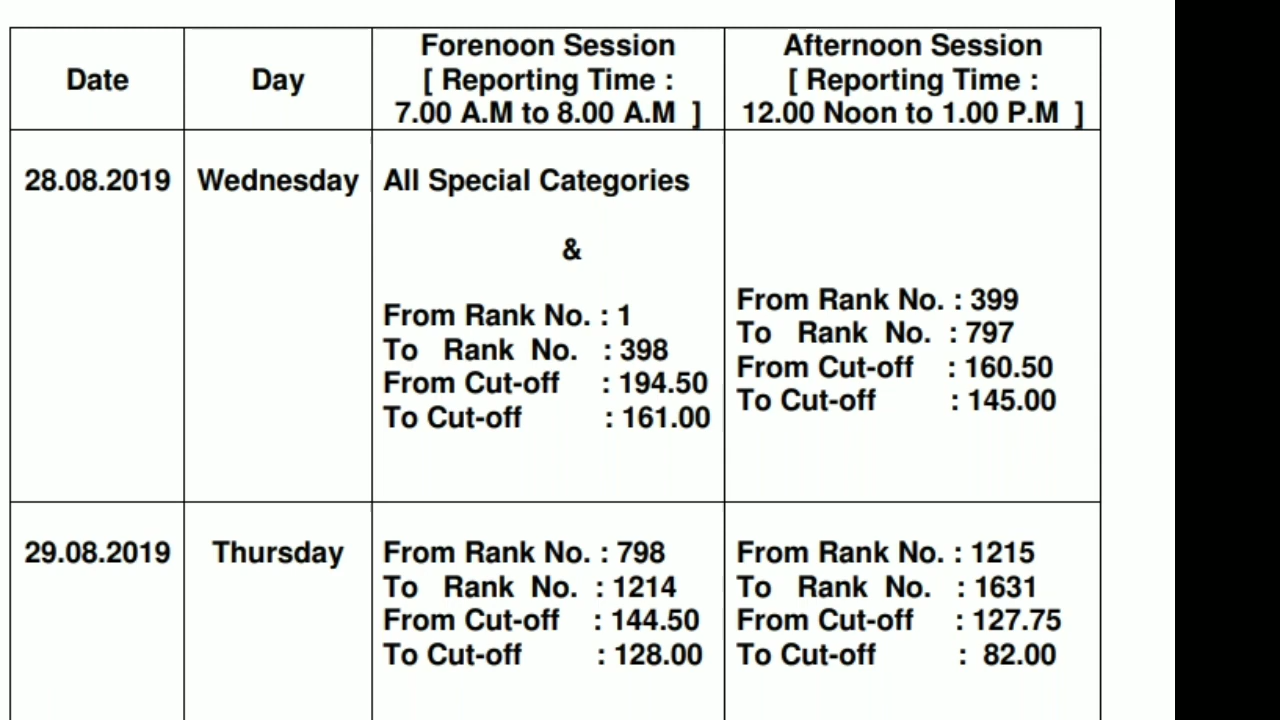 Date
Day
Forenoon Session
[ Reporting Time :
7.00 A.M to 8.00 A.M ]
Afternoon Session
[ Reporting Time :
12.00 Noon to 1.00 P.M ]
28.08.2019
Wednesday
All Special Categories
&
From Rank No. : 1
To Rank No. : 398
From Cut-off : 194.50
To Cut-off : 161.00
From Rank No. : 399
To Rank No. : 797
From Cut-off : 160.50
To Cut-off : 145.00
29.08.2019
Thursday
From Rank No. : 798
To Rank No. : 1214
From Cut-off : 144.50
To Cut-off : 128.00
From Rank No. : 1215
To Rank No. : 1631
From Cut-off : 127.75
To Cut-off : 82.00